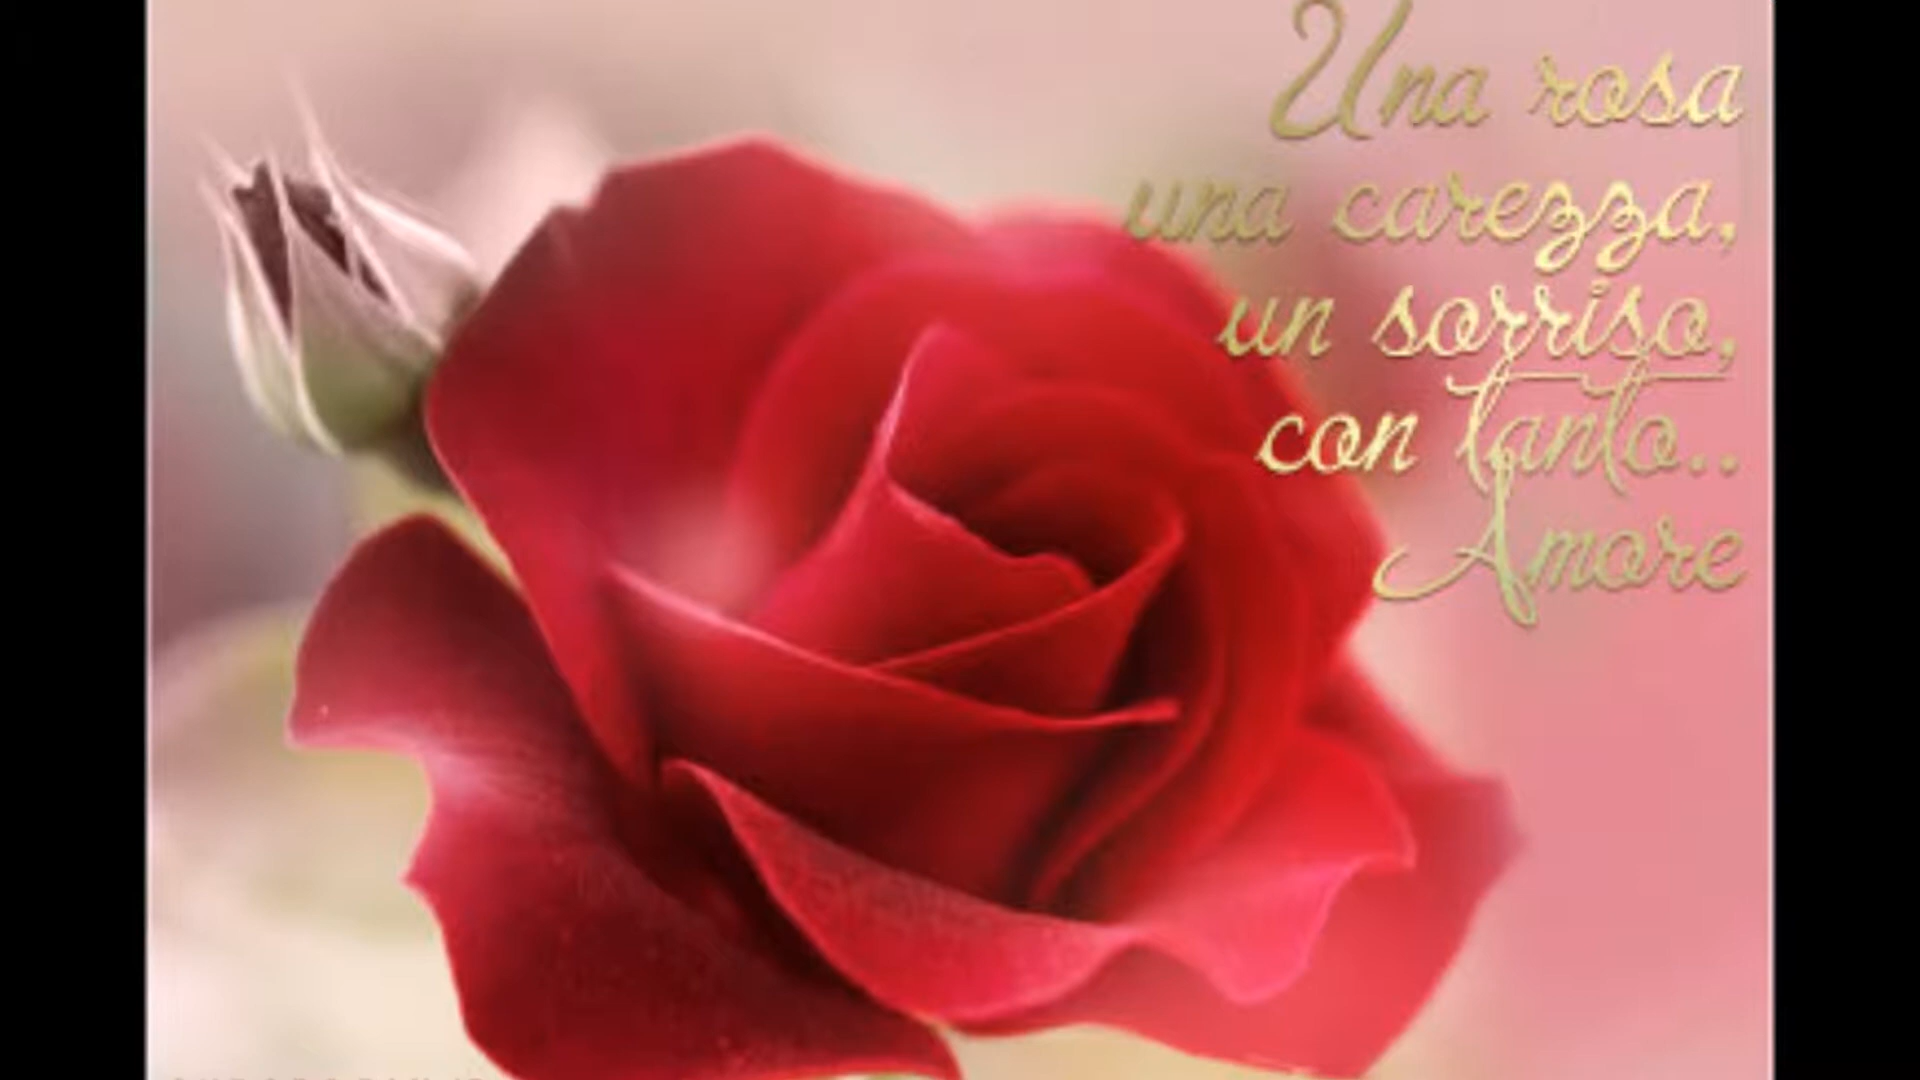 Una rosa
una carezza,
un sorriso,
con tanto..
Amore